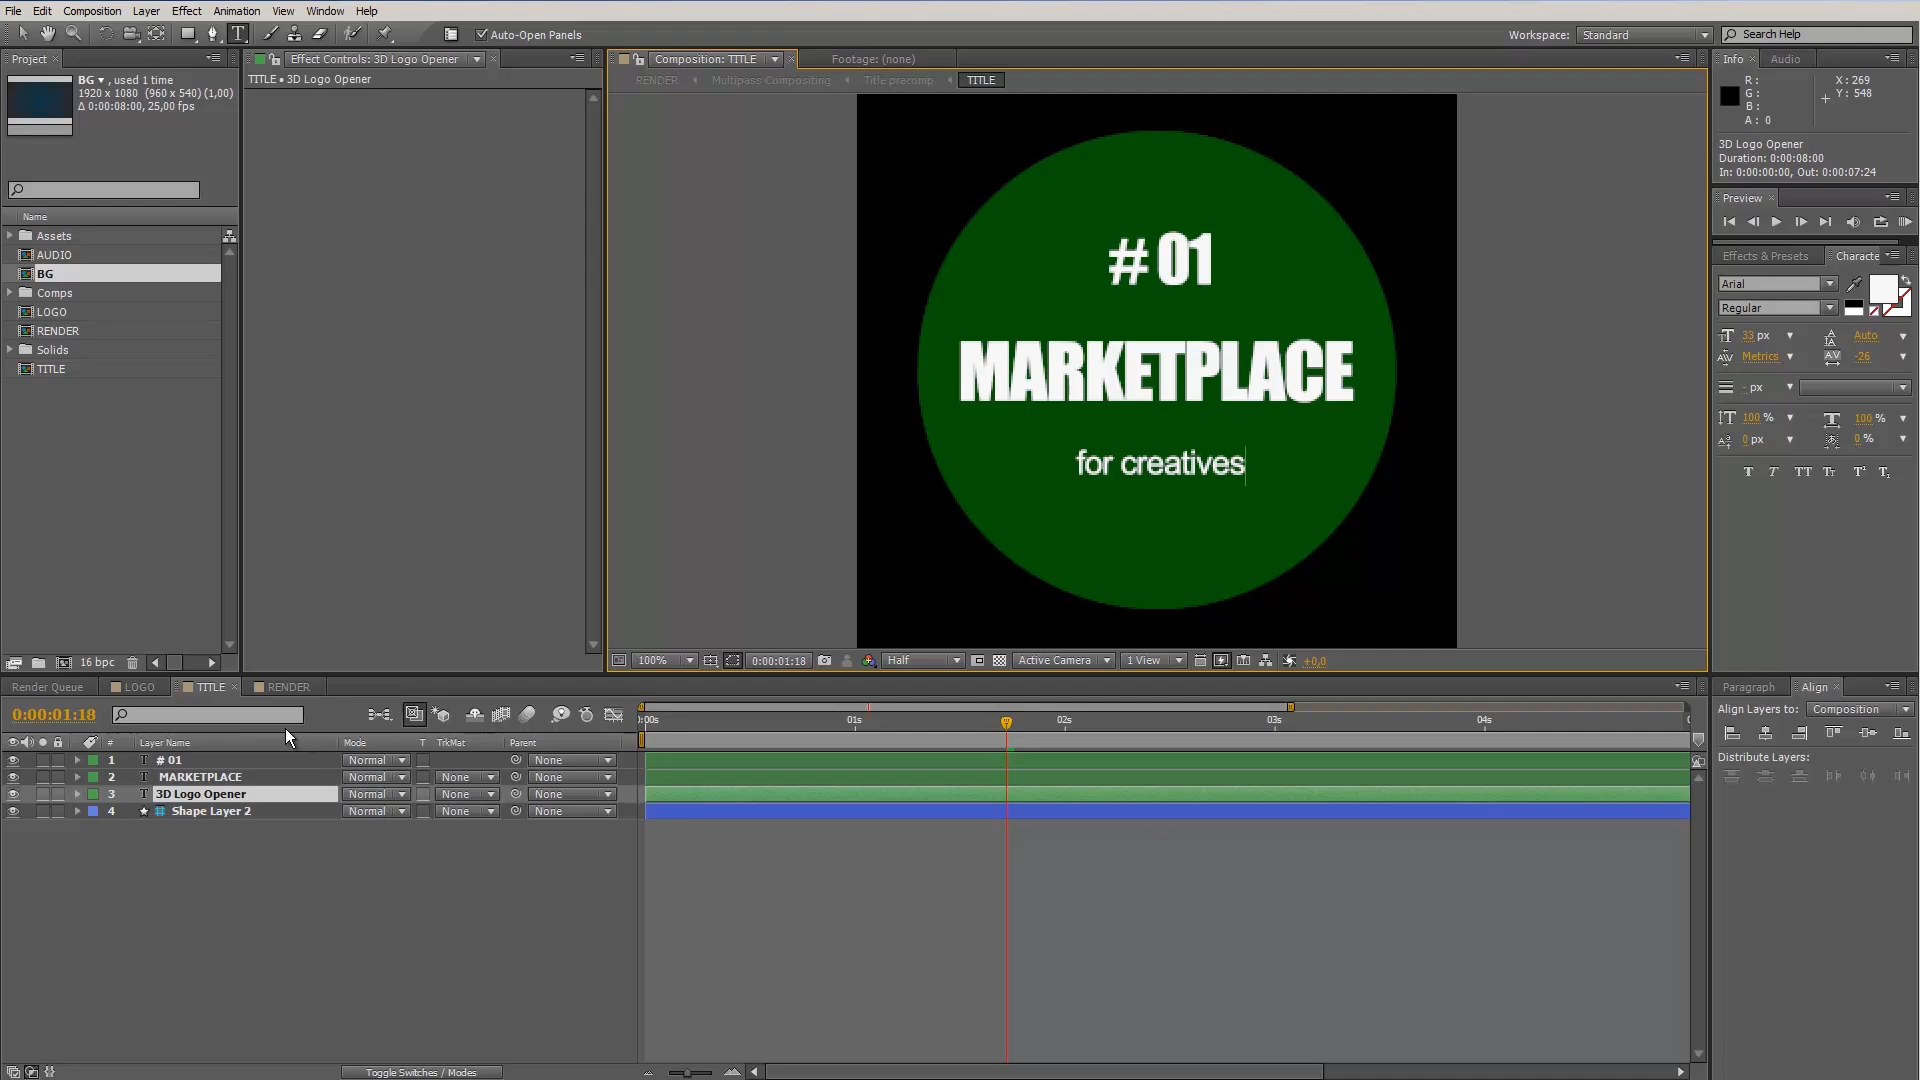 File Edit Composition Layer Effect Animation View Window Help
Auto-Open Panels
Workspace: Standard
Search Help
Project
BG ▾, used 1 time
1920 x 1080 (960 x 540) (1,00)
Δ 0:00:08:00, 25,00 fps
Name
Assets
AUDIO
BG
Comps
LOGO
RENDER
Solids
TITLE
16 bpc
Effect Controls: 3D Logo Opener
TITLE • 3D Logo Opener
Composition: TITLE
Footage: (none)
RENDER
Multipass Compositing
Title precomp
TITLE
# 01
MARKETPLACE
for creatives
100%
0:00:01:18
Half
Active Camera
1 View
+0,0
Info
Audio
R:
G:
B:
A: 0
X: 269
Y: 548
3D Logo Opener
Duration: 0:00:08:00
In: 0:00:00:00, Out: 0:00:07:24
Preview
Effects & Presets
Characte
Arial
Regular
33 px
Auto
Metrics
-26
- px
100 %
100 %
0 px
0 %
T T TT Tt T¹ T₁
Render Queue
LOGO
TITLE
RENDER
0:00:01:18
:00s
01s
02s
03s
04s
# Layer Name Mode T TrkMat Parent
1 T # 01 Normal None
2 T MARKETPLACE Normal None None
3 T 3D Logo Opener Normal None None
4 Shape Layer 2 Normal None None
Toggle Switches / Modes
Paragraph
Align
Align Layers to: Composition
Distribute Layers: